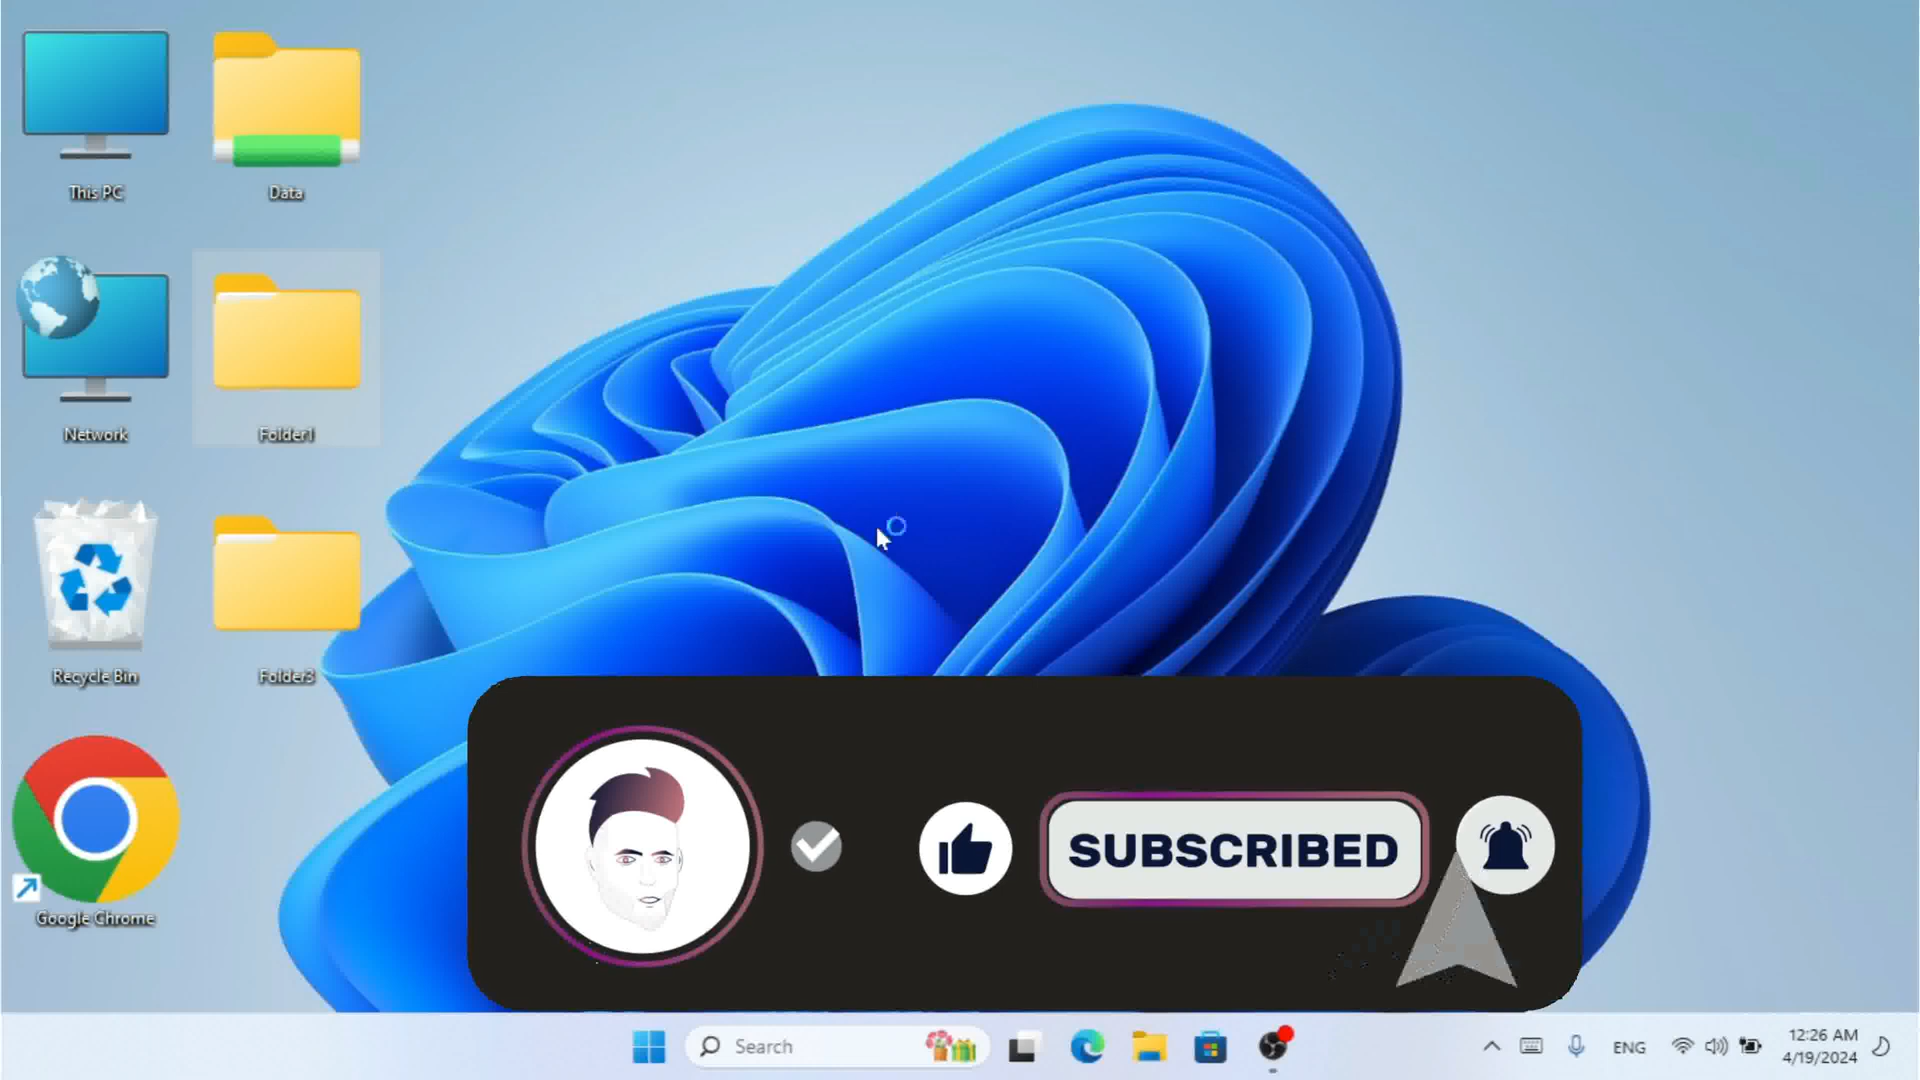 This PC
Data
Network
Folder1
Recycle Bin
Folder3
Google Chrome
SUBSCRIBED
Search
ENG
12:26 AM
4/19/2024